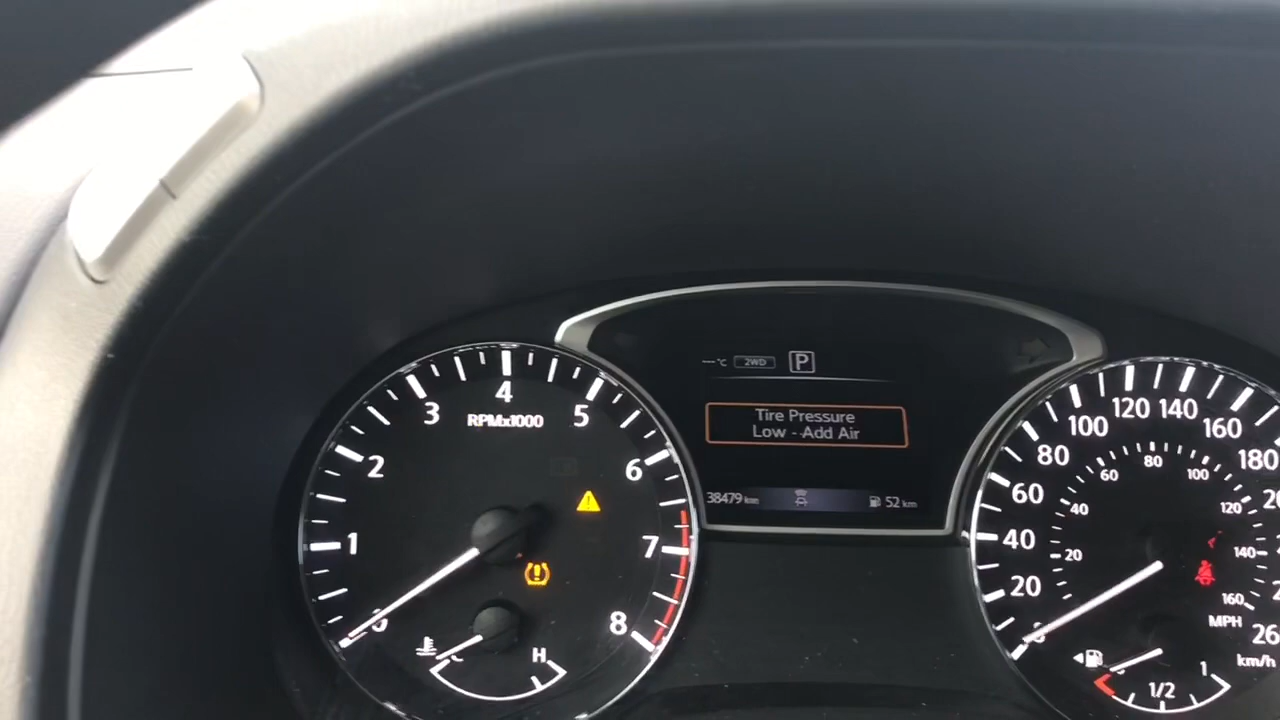 ---°C 2WD P
Tire Pressure
Low - Add Air
38479 km
52 km
0
1
2
3
4
5
6
7
8
RPMx1000
C
H
20
40
60
80
100
120
140
160
180
20
40
60
80
100
120
140
160
MPH
km/h
1/2
1